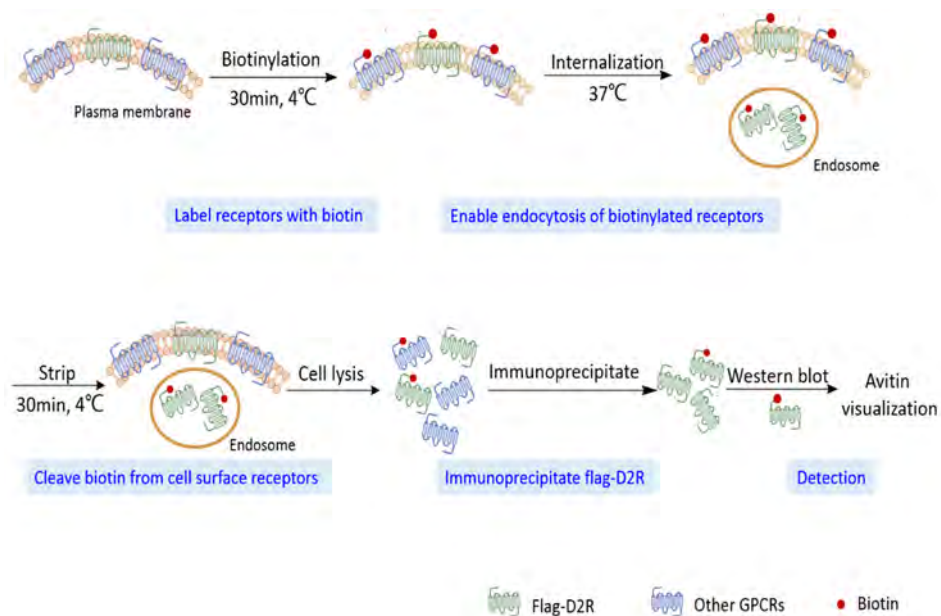 Biotinylation
30min, 4℃
Plasma membrane
Internalization
37℃
Endosome
Label receptors with biotin
Enable endocytosis of biotinylated receptors
Strip
30min, 4℃
Endosome
Cell lysis
Immunoprecipitate
Western blot
Avitin
visualization
Cleave biotin from cell surface receptors
Immunoprecipitate flag-D2R
Detection
Flag-D2R
Other GPCRs
Biotin